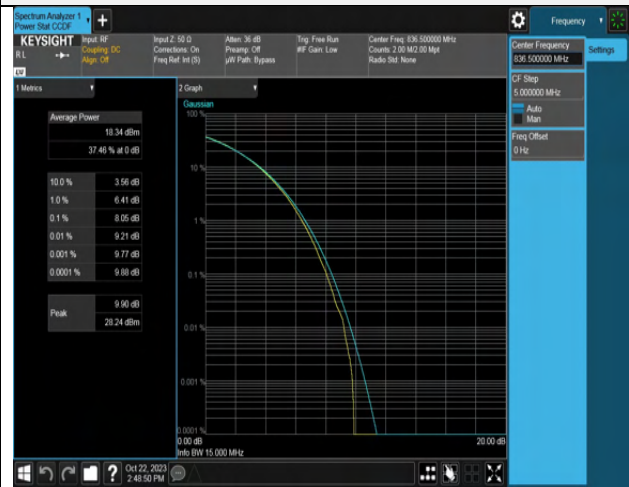 Spectrum Analyzer 1
Power Stat CCDF
+
Frequency
KEYSIGHT
RL
Input: RF
Coupling: DC
Align: Off
Input Z: 50 Ω
Corrections: On
Freq Ref: Int (S)
Atten: 36 dB
Preamp: Off
µW Path: Bypass
Trig: Free Run
#IF Gain: Low
Center Freq: 836.500000 MHz
Counts: 2.00 M/2.00 Mpt
Radio Std: None
Center Frequency
836.500000 MHz
Settings
CF Step
5.000000 MHz
Auto
Man
Freq Offset
0 Hz
1 Metrics
2 Graph
Gaussian
Average Power
18.34 dBm
37.46 % at 0 dB
10.0 % 3.56 dB
1.0 % 6.41 dB
0.1 % 8.05 dB
0.01 % 9.21 dB
0.001 % 9.77 dB
0.0001 % 9.88 dB
Peak
9.90 dB
28.24 dBm
100 %
10 %
1 %
0.1 %
0.01 %
0.001 %
0.0001 %
0.00 dB
20.00 dB
Info BW 15.000 MHz
?
Oct 22, 2023
2:48:50 PM